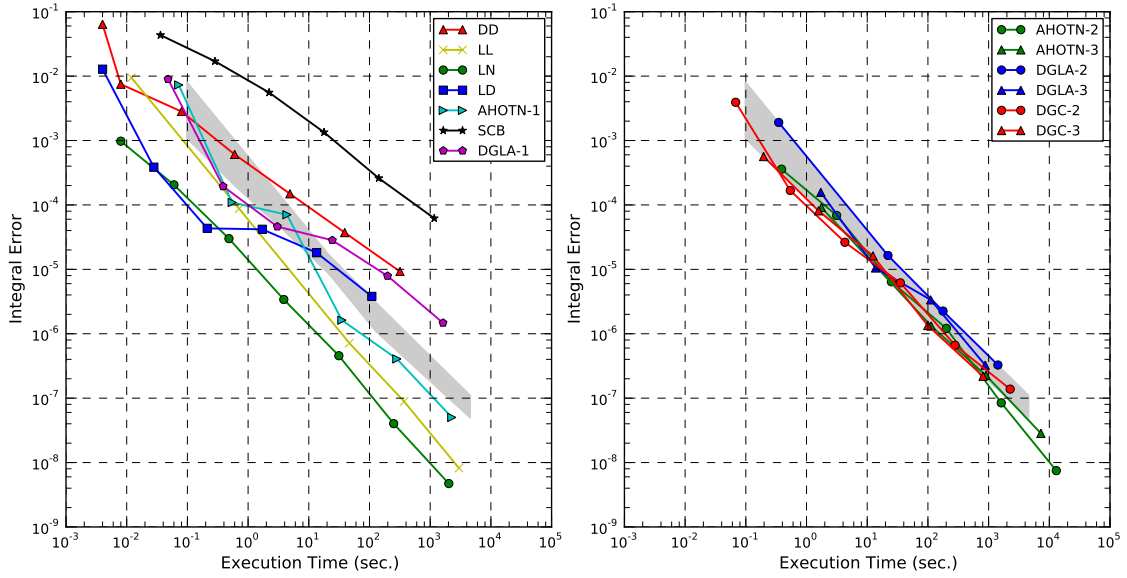 10^-1
10^-2
10^-3
10^-4
10^-5
10^-6
10^-7
10^-8
10^-9
Integral Error
10^-3 10^-2 10^-1 10^0 10^1 10^2 10^3 10^4 10^5
Execution Time (sec.)
DD
LL
LN
LD
AHOTN-1
SCB
DGLA-1
10^-1
10^-2
10^-3
10^-4
10^-5
10^-6
10^-7
10^-8
10^-9
Integral Error
10^-3 10^-2 10^-1 10^0 10^1 10^2 10^3 10^4 10^5
Execution Time (sec.)
AHOTN-2
AHOTN-3
DGLA-2
DGLA-3
DGC-2
DGC-3